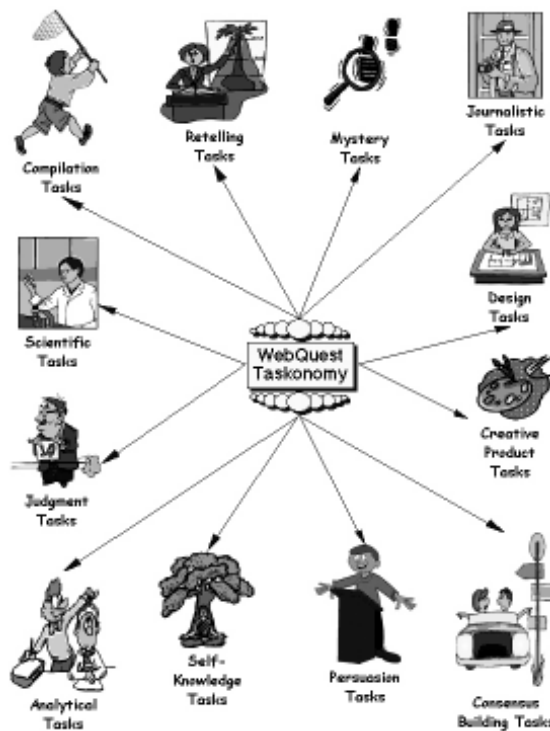 Compilation
Tasks
Retelling
Tasks
Mystery
Tasks
Journalistic
Tasks
Scientific
Tasks
WebQuest
Taskonomy
Design
Tasks
Creative
Product
Tasks
Judgment
Tasks
Analytical
Tasks
Self-
Knowledge
Tasks
Persuasion
Tasks
Consensus
Building Tasks